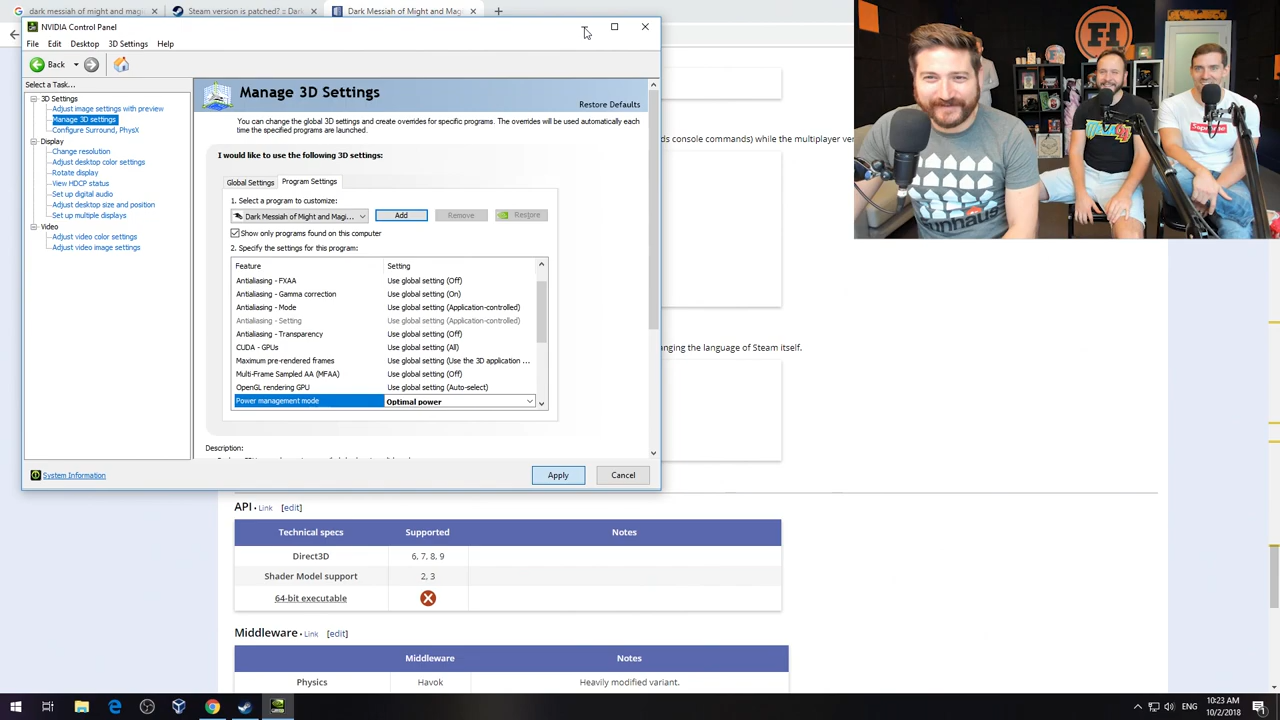 dark messiah of might and mag
Steam version is patched? :: Dark
Dark Messiah of Might and Mag
NVIDIA Control Panel
File Edit Desktop 3D Settings Help
Back
Select a Task...
3D Settings
Adjust image settings with preview
Manage 3D settings
Configure Surround, PhysX
Display
Change resolution
Adjust desktop color settings
Rotate display
View HDCP status
Set up digital audio
Adjust desktop size and position
Set up multiple displays
Video
Adjust video color settings
Adjust video image settings
System Information
Manage 3D Settings
Restore Defaults
You can change the global 3D settings and create overrides for specific programs. The overrides will be used automatically each
time the specified programs are launched.
I would like to use the following 3D settings:
Global Settings Program Settings
1. Select a program to customize:
Dark Messiah of Might and Magi... Add Remove Restore
Show only programs found on this computer
2. Specify the settings for this program:
Feature Setting
Antialiasing - FXAA Use global setting (Off)
Antialiasing - Gamma correction Use global setting (On)
Antialiasing - Mode Use global setting (Application-controlled)
Antialiasing - Setting Use global setting (Application-controlled)
Antialiasing - Transparency Use global setting (Off)
CUDA - GPUs Use global setting (All)
Maximum pre-rendered frames Use global setting (Use the 3D application ...
Multi-Frame Sampled AA (MFAA) Use global setting (Off)
OpenGL rendering GPU Use global setting (Auto-select)
Power management mode Optimal power
Description:
Apply Cancel
ds console commands) while the multiplayer ver
anging the language of Steam itself.
Supreme
API • Link [edit]
Technical specs Supported Notes
Direct3D 6, 7, 8, 9
Shader Model support 2, 3
64-bit executable
Middleware • Link [edit]
Middleware Notes
Physics Havok Heavily modified variant.
ENG
10:23 AM
10/2/2018